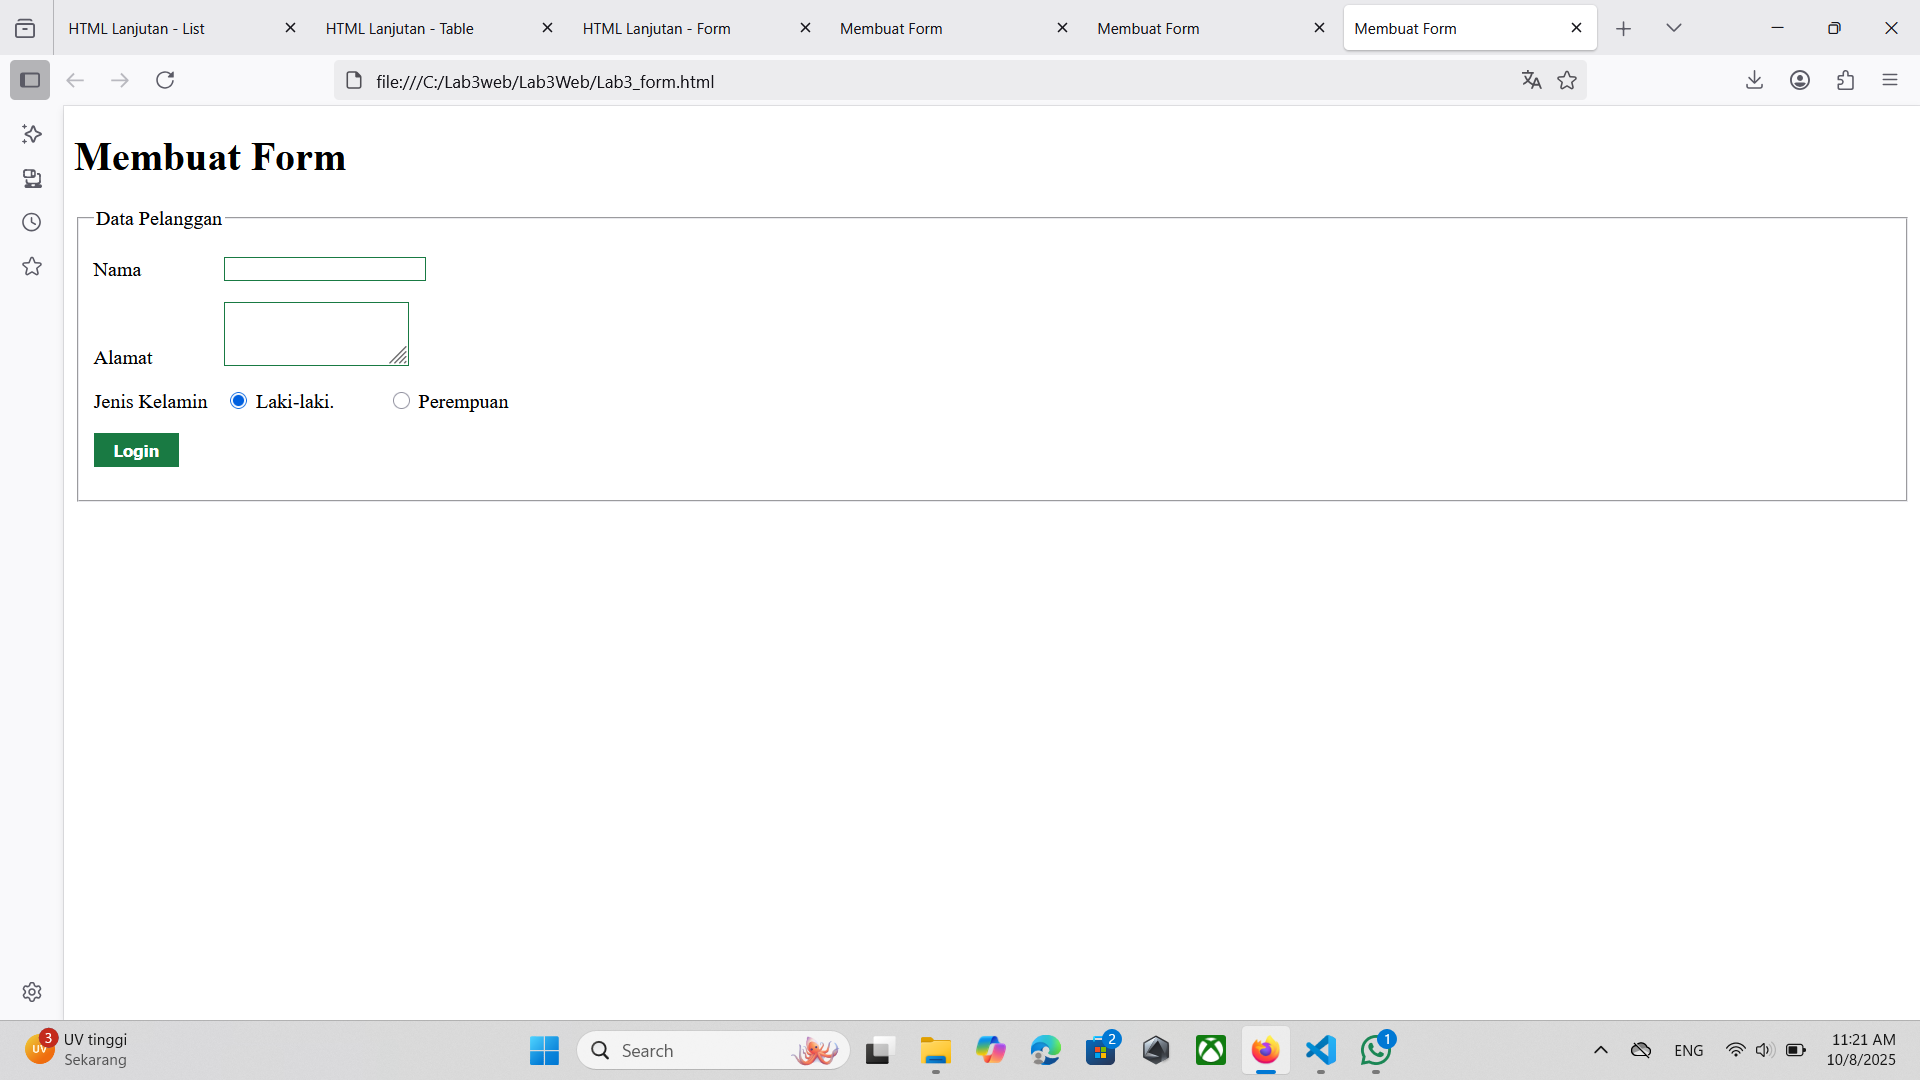 HTML Lanjutan - List
HTML Lanjutan - Table
HTML Lanjutan - Form
Membuat Form
Membuat Form
Membuat Form
file:///C:/Lab3web/Lab3Web/Lab3_form.html
Membuat Form
Data Pelanggan
Nama
Alamat
Jenis Kelamin Laki-laki. Perempuan
Login
3
UV
UV tinggi
Sekarang
Search
2
1
ENG
11:21 AM
10/8/2025